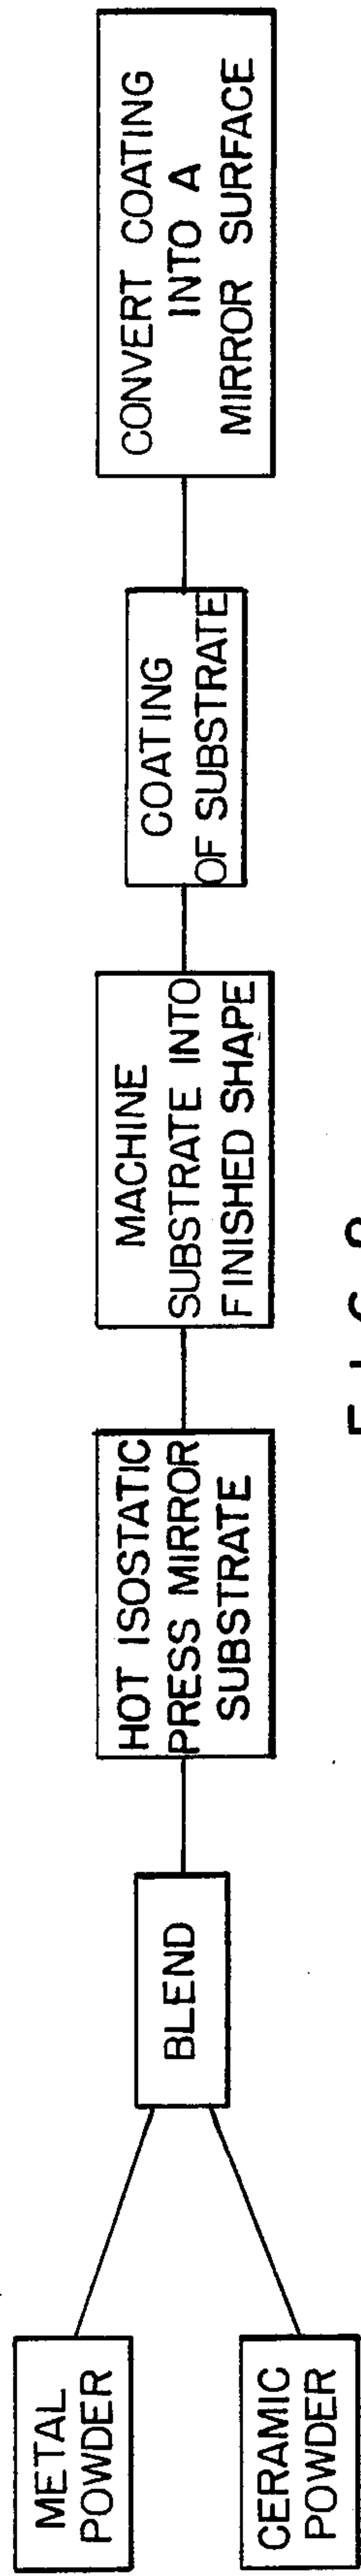 METAL
POWDER
CERAMIC
POWDER
BLEND
HOT ISOSTATIC
PRESS MIRROR
SUBSTRATE
MACHINE
SUBSTRATE INTO
FINISHED SHAPE
COATING
OF SUBSTRATE
CONVERT COATING
INTO A
MIRROR SURFACE